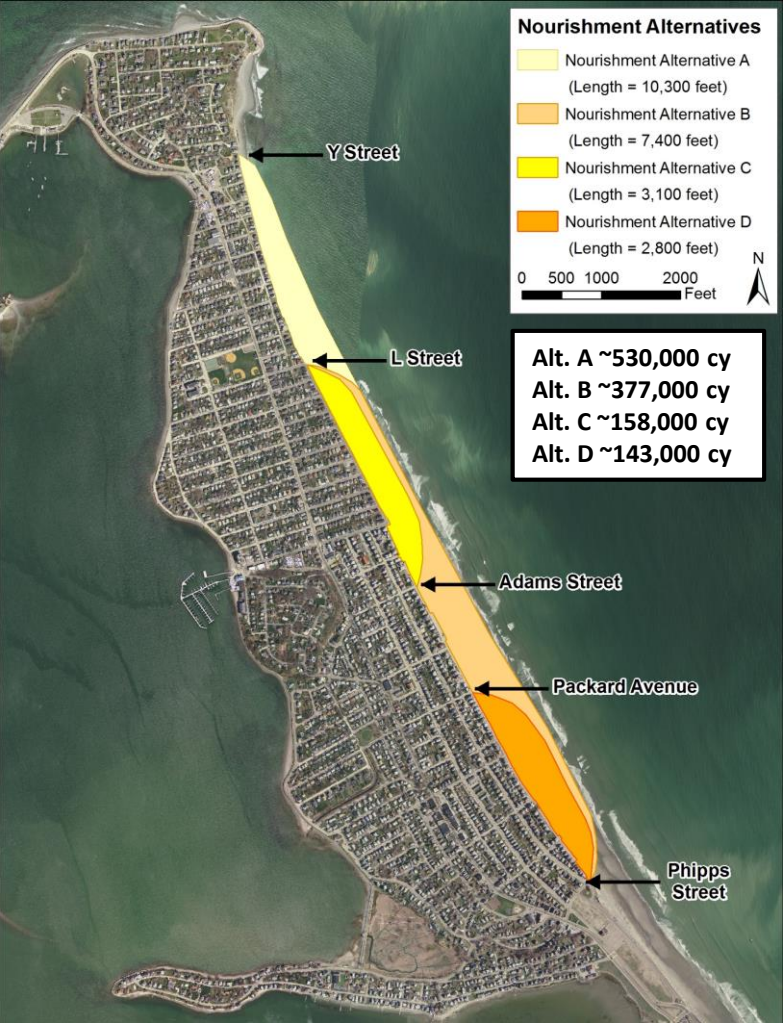 Nourishment Alternatives
Nourishment Alternative A
(Length = 10,300 feet)
Nourishment Alternative B
(Length = 7,400 feet)
Nourishment Alternative C
(Length = 3,100 feet)
Nourishment Alternative D
(Length = 2,800 feet)
N
0 500 1000 2000
Feet
Y Street
L Street
Alt. A ~530,000 cy
Alt. B ~377,000 cy
Alt. C ~158,000 cy
Alt. D ~143,000 cy
Adams Street
Packard Avenue
Phipps
Street